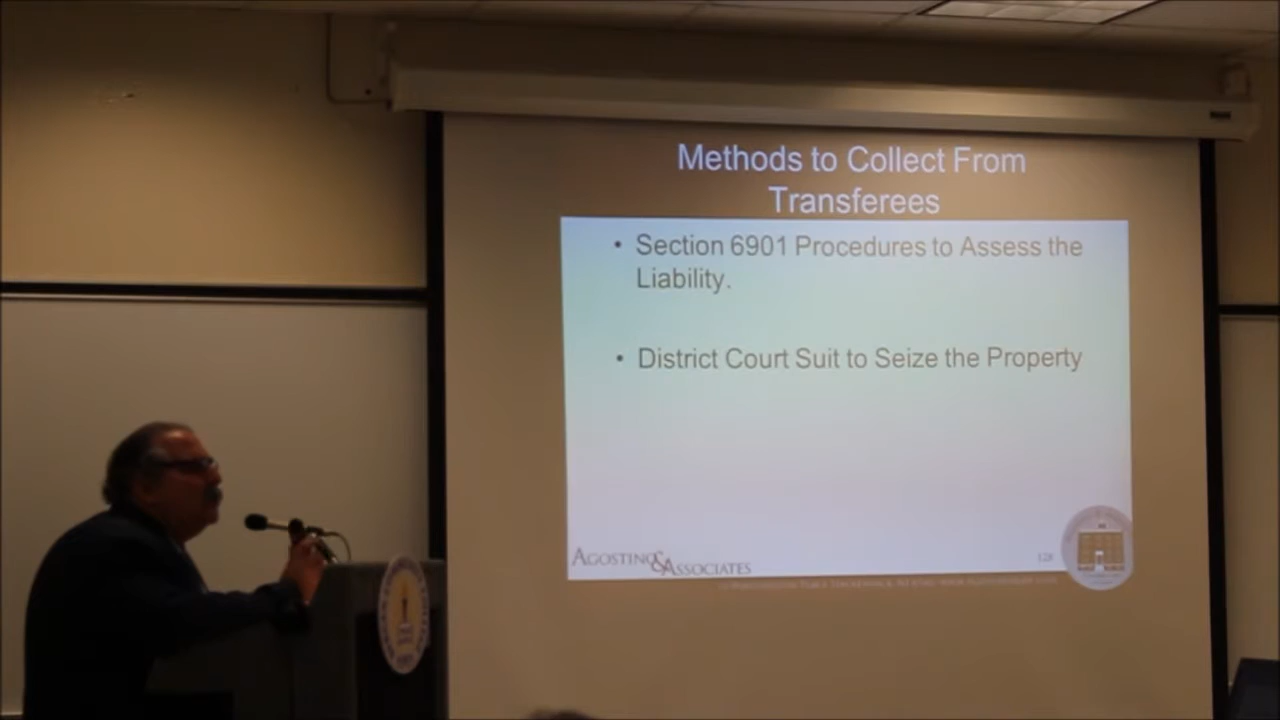 Methods to Collect From
Transferees
• Section 6901 Procedures to Assess the
Liability.
• District Court Suit to Seize the Property
AGOSTINO & ASSOCIATES
128